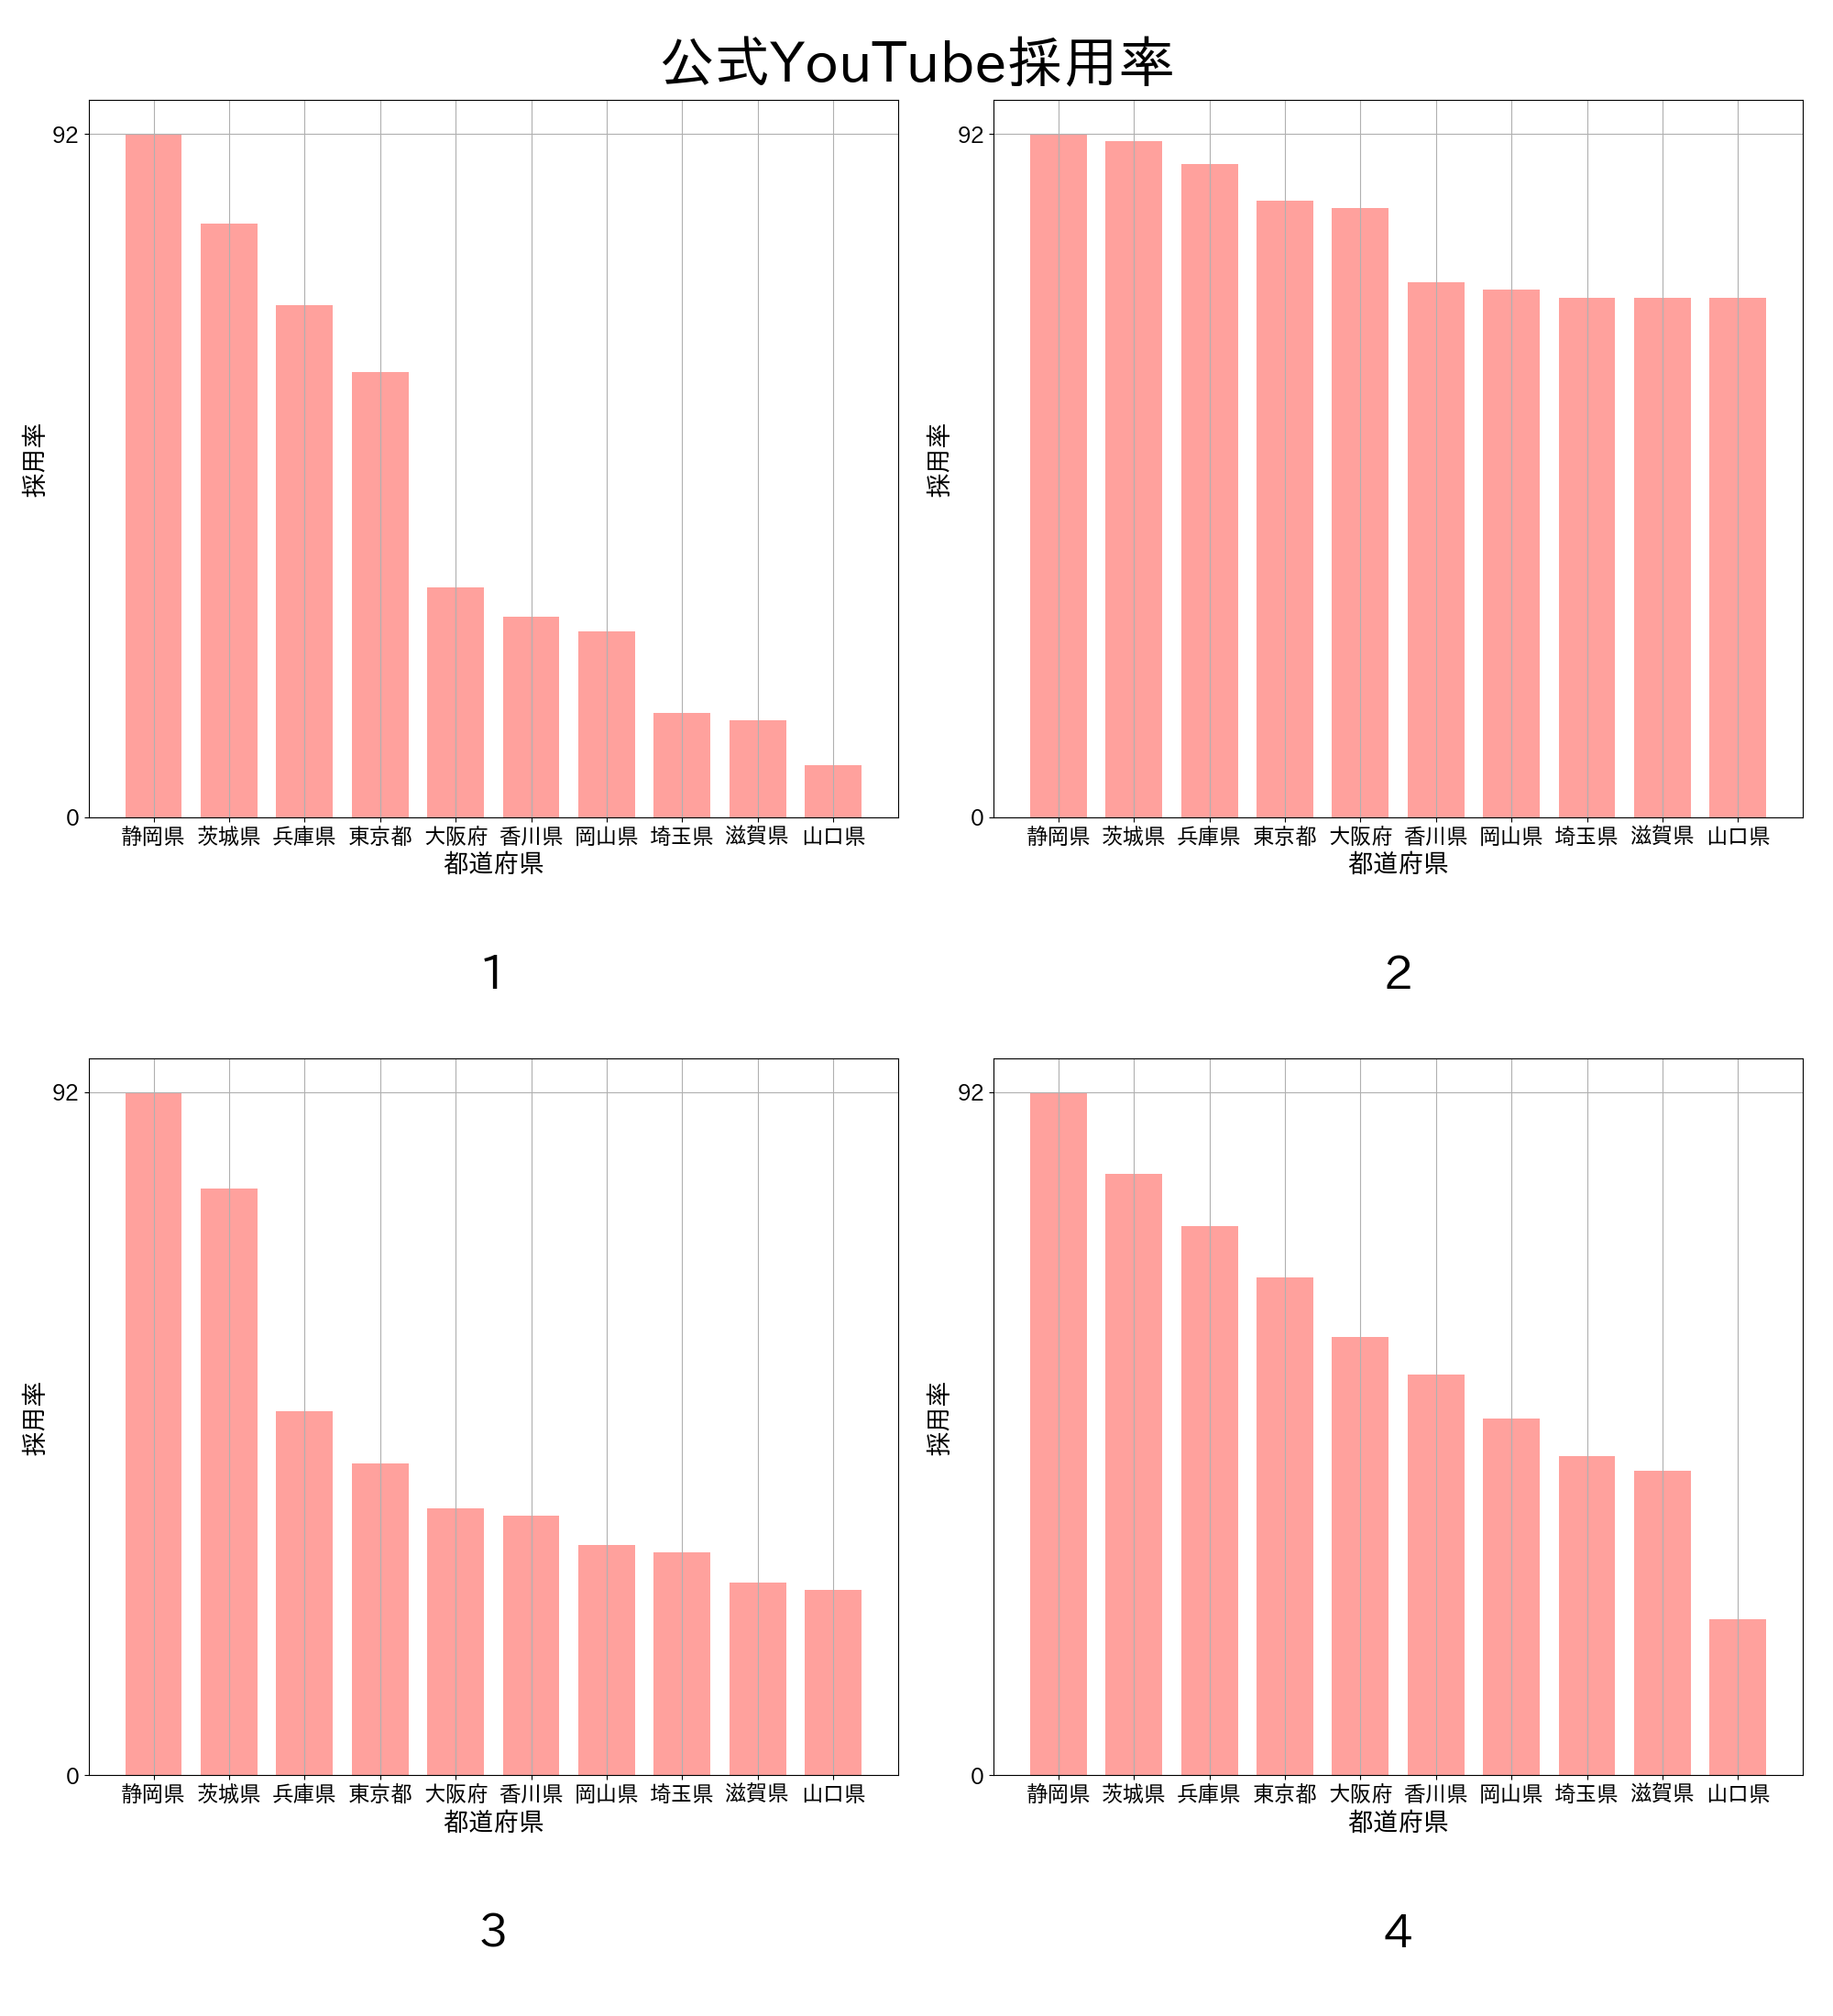 公式YouTube採用率
92
採用率
0
静岡県 茨城県 兵庫県 東京都 大阪府 香川県 岡山県 埼玉県 滋賀県 山口県
都道府県
1
92
採用率
0
静岡県 茨城県 兵庫県 東京都 大阪府 香川県 岡山県 埼玉県 滋賀県 山口県
都道府県
2
92
採用率
0
静岡県 茨城県 兵庫県 東京都 大阪府 香川県 岡山県 埼玉県 滋賀県 山口県
都道府県
3
92
採用率
0
静岡県 茨城県 兵庫県 東京都 大阪府 香川県 岡山県 埼玉県 滋賀県 山口県
都道府県
4